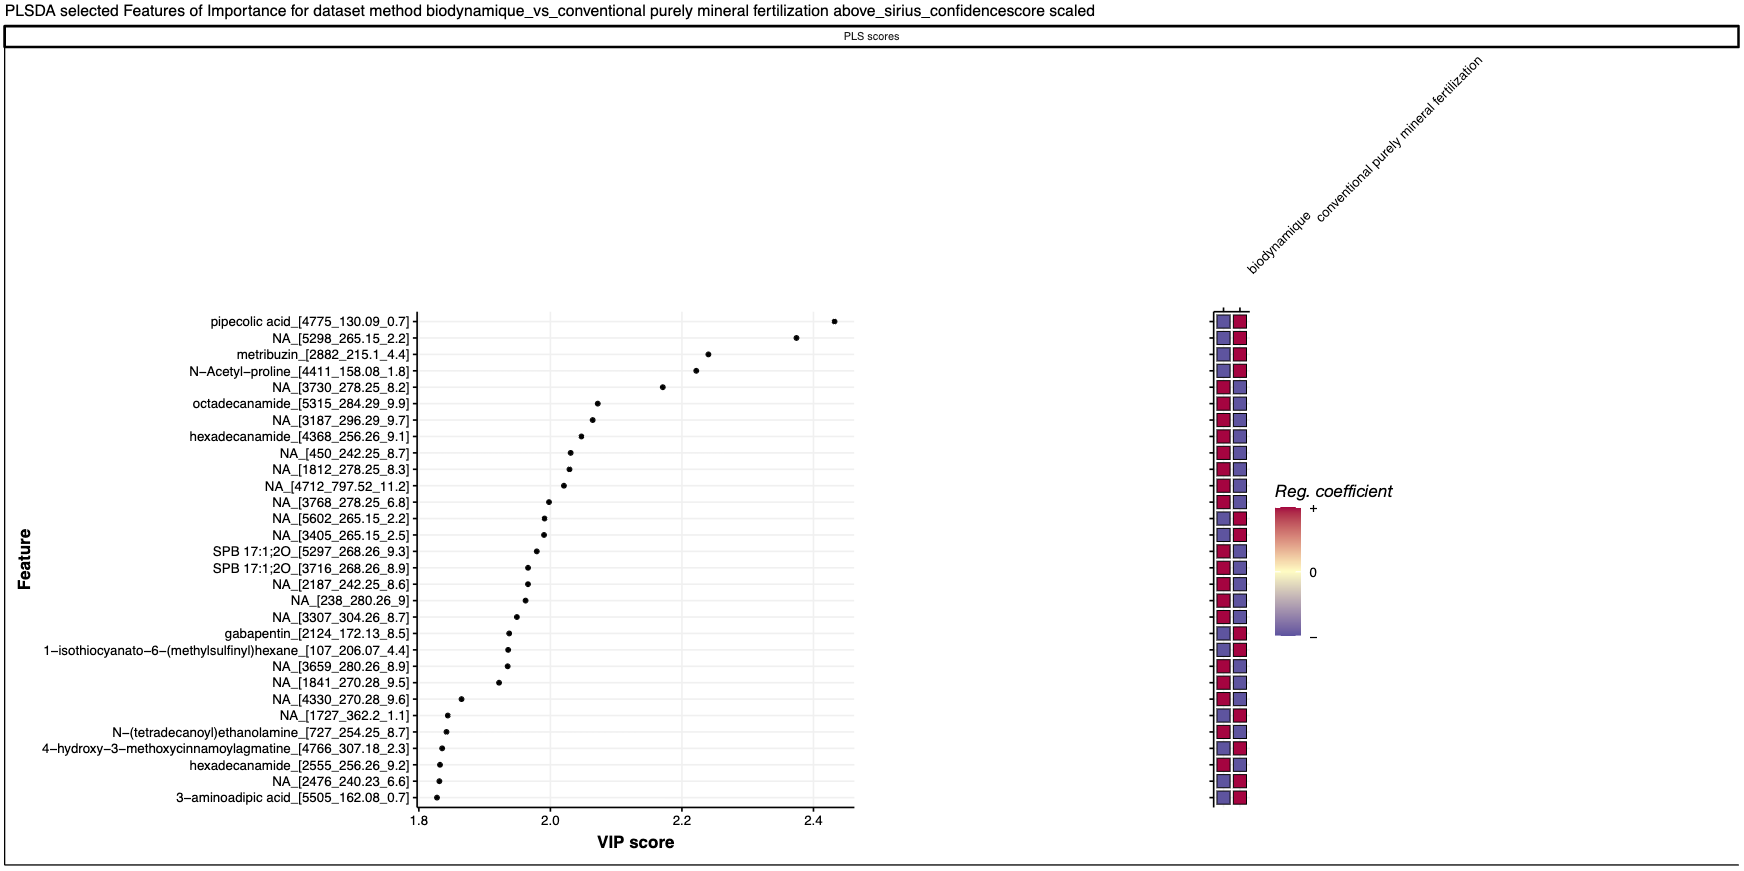 PLSDA selected Features of Importance for dataset method biodynamique_vs_conventional purely mineral fertilization above_sirius_confidencescore scaled
PLS scores
conventional purely mineral fertilization
biodynamique
pipecolic acid_[4775_130.09_0.7]
NA_[5298_265.15_2.2]
metribuzin_[2882_215.1_4.4]
N−Acetyl−proline_[4411_158.08_1.8]
NA_[3730_278.25_8.2]
octadecanamide_[5315_284.29_9.9]
NA_[3187_296.29_9.7]
hexadecanamide_[4368_256.26_9.1]
NA_[450_242.25_8.7]
NA_[1812_278.25_8.3]
NA_[4712_797.52_11.2]
NA_[3768_278.25_6.8]
NA_[5602_265.15_2.2]
NA_[3405_265.15_2.5]
SPB 17:1;2O_[5297_268.26_9.3]
SPB 17:1;2O_[3716_268.26_8.9]
NA_[2187_242.25_8.6]
NA_[238_280.26_9]
NA_[3307_304.26_8.7]
gabapentin_[2124_172.13_8.5]
1−isothiocyanato−6−(methylsulfinyl)hexane_[107_206.07_4.4]
NA_[3659_280.26_8.9]
NA_[1841_270.28_9.5]
NA_[4330_270.28_9.6]
NA_[1727_362.2_1.1]
N−(tetradecanoyl)ethanolamine_[727_254.25_8.7]
4−hydroxy−3−methoxycinnamoylagmatine_[4766_307.18_2.3]
hexadecanamide_[2555_256.26_9.2]
NA_[2476_240.23_6.6]
3−aminoadipic acid_[5505_162.08_0.7]
Feature
1.8 2.0 2.2 2.4
VIP score
Reg. coefficient
+
0
−